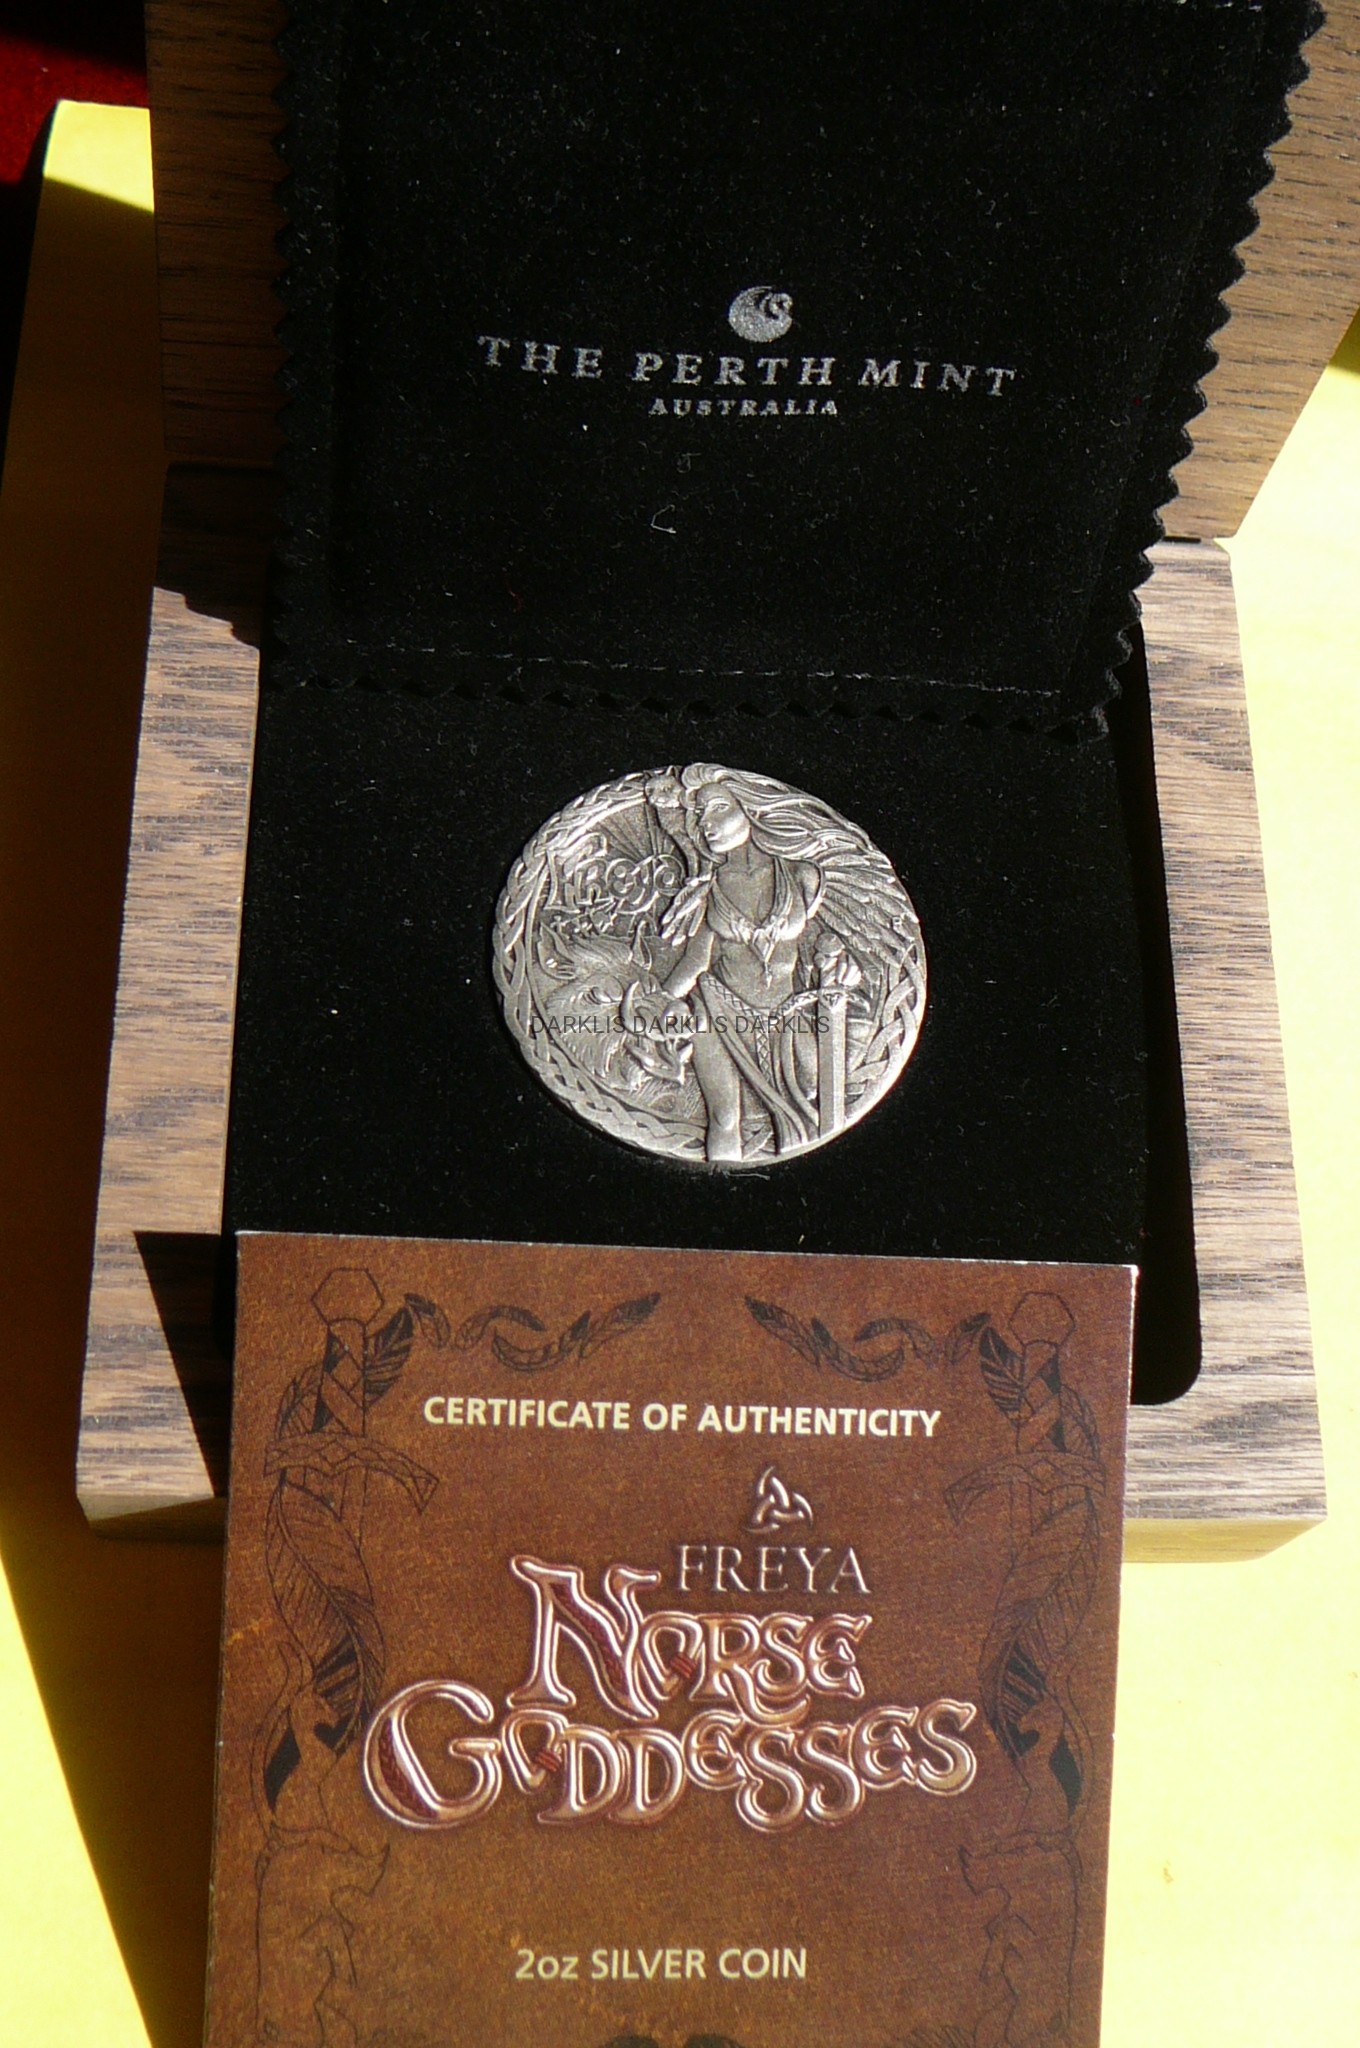 THE PERTH MINT
AUSTRALIA
Freya
DARKLIS DARKLIS DARKLIS
CERTIFICATE OF AUTHENTICITY
FREYA
NORSE
GODDESSES
2oz SILVER COIN